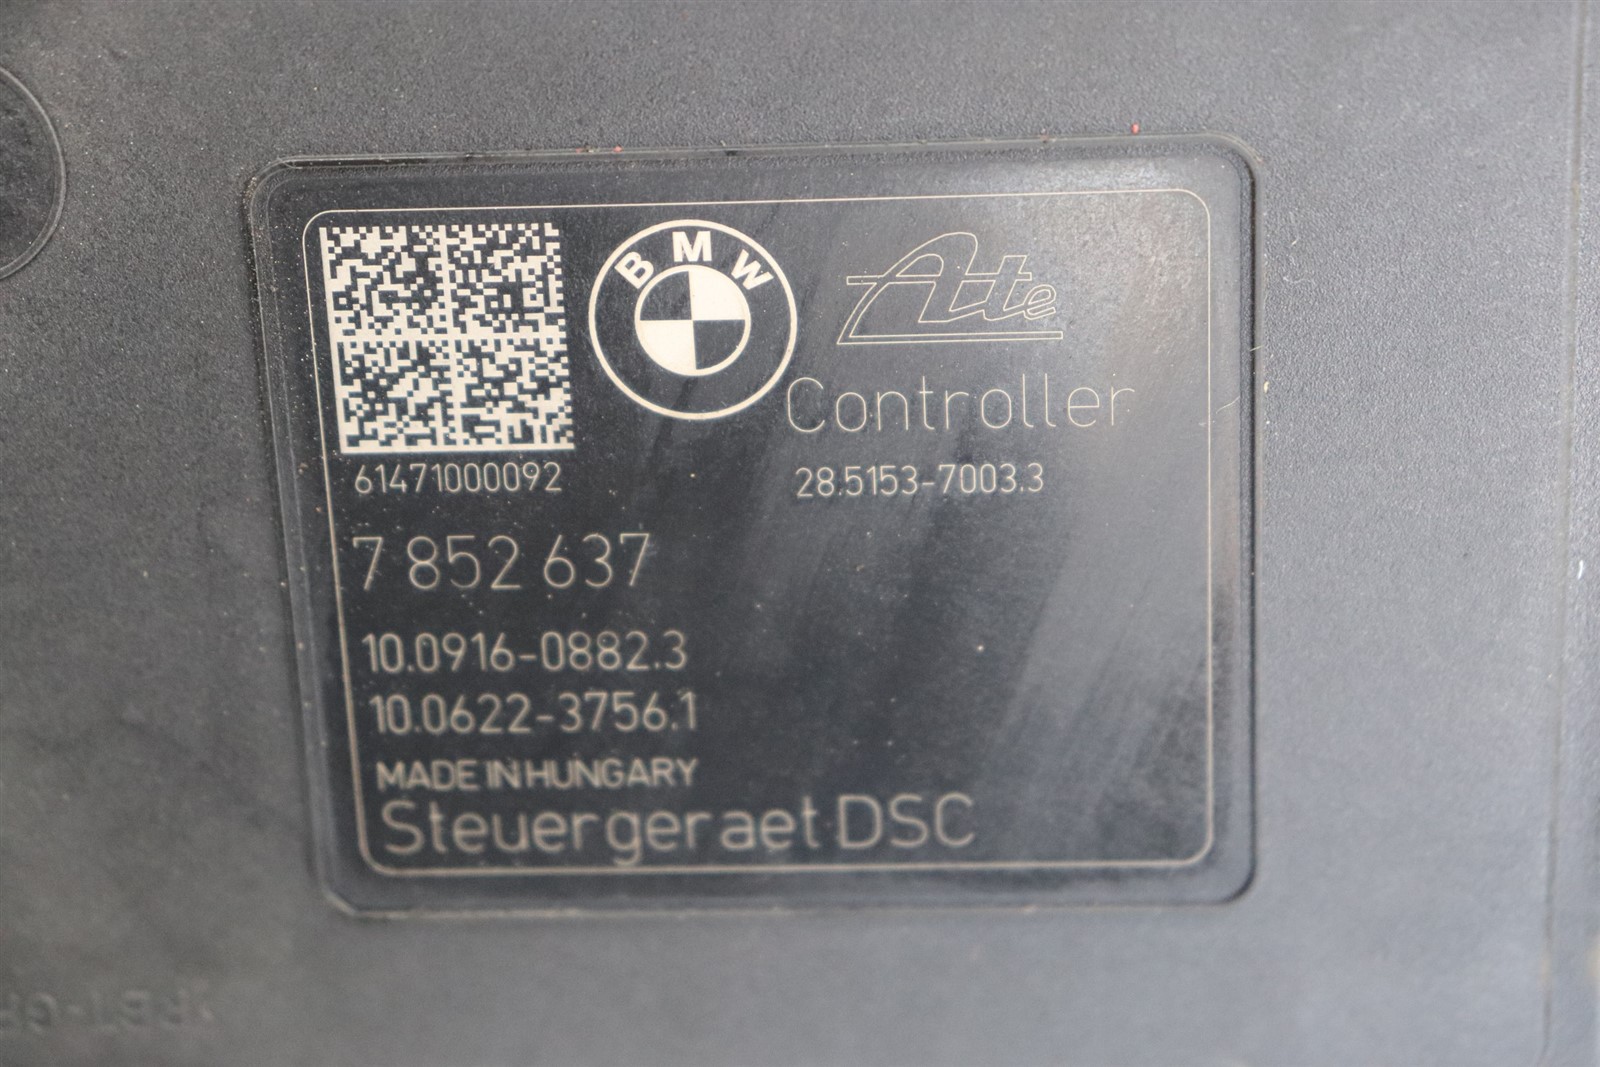 BMW
Ate
Controller
61471000092
28.5153-7003.3
7 852 637
10.0916-0882.3
10.0622-3756.1
MADE IN HUNGARY
Steuergeraet DSC